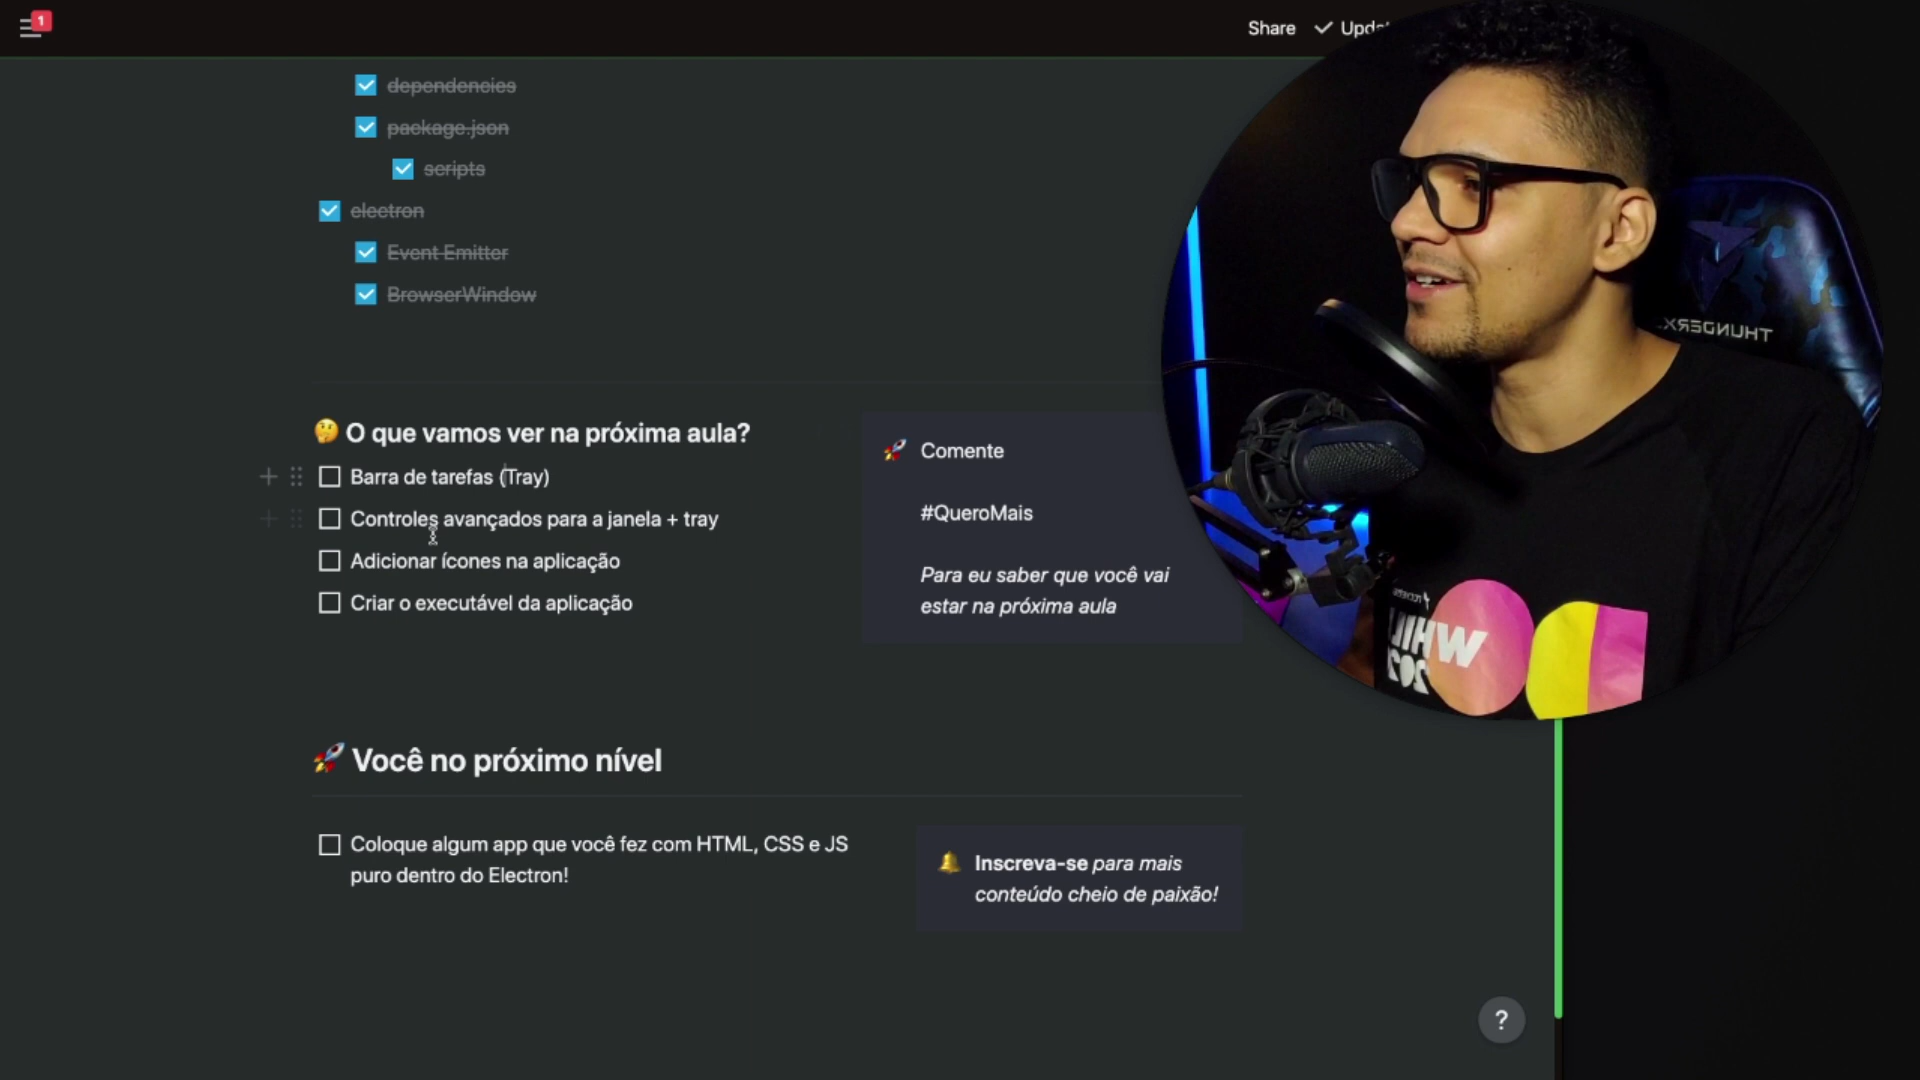 1
Share ✓
dependencies
package.json
scripts
electron
Event Emitter
BrowserWindow
🤔 O que vamos ver na próxima aula?
Barra de tarefas (Tray)
Controles avançados para a janela + tray
Adicionar ícones na aplicação
Criar o executável da aplicação
🚀 Comente
#QueroMais
Para eu saber que você vai
estar na próxima aula
THUNDERX
🚀 Você no próximo nível
Coloque algum app que você fez com HTML, CSS e JS
puro dentro do Electron!
🔔 Inscreva-se para mais
conteúdo cheio de paixão!
?